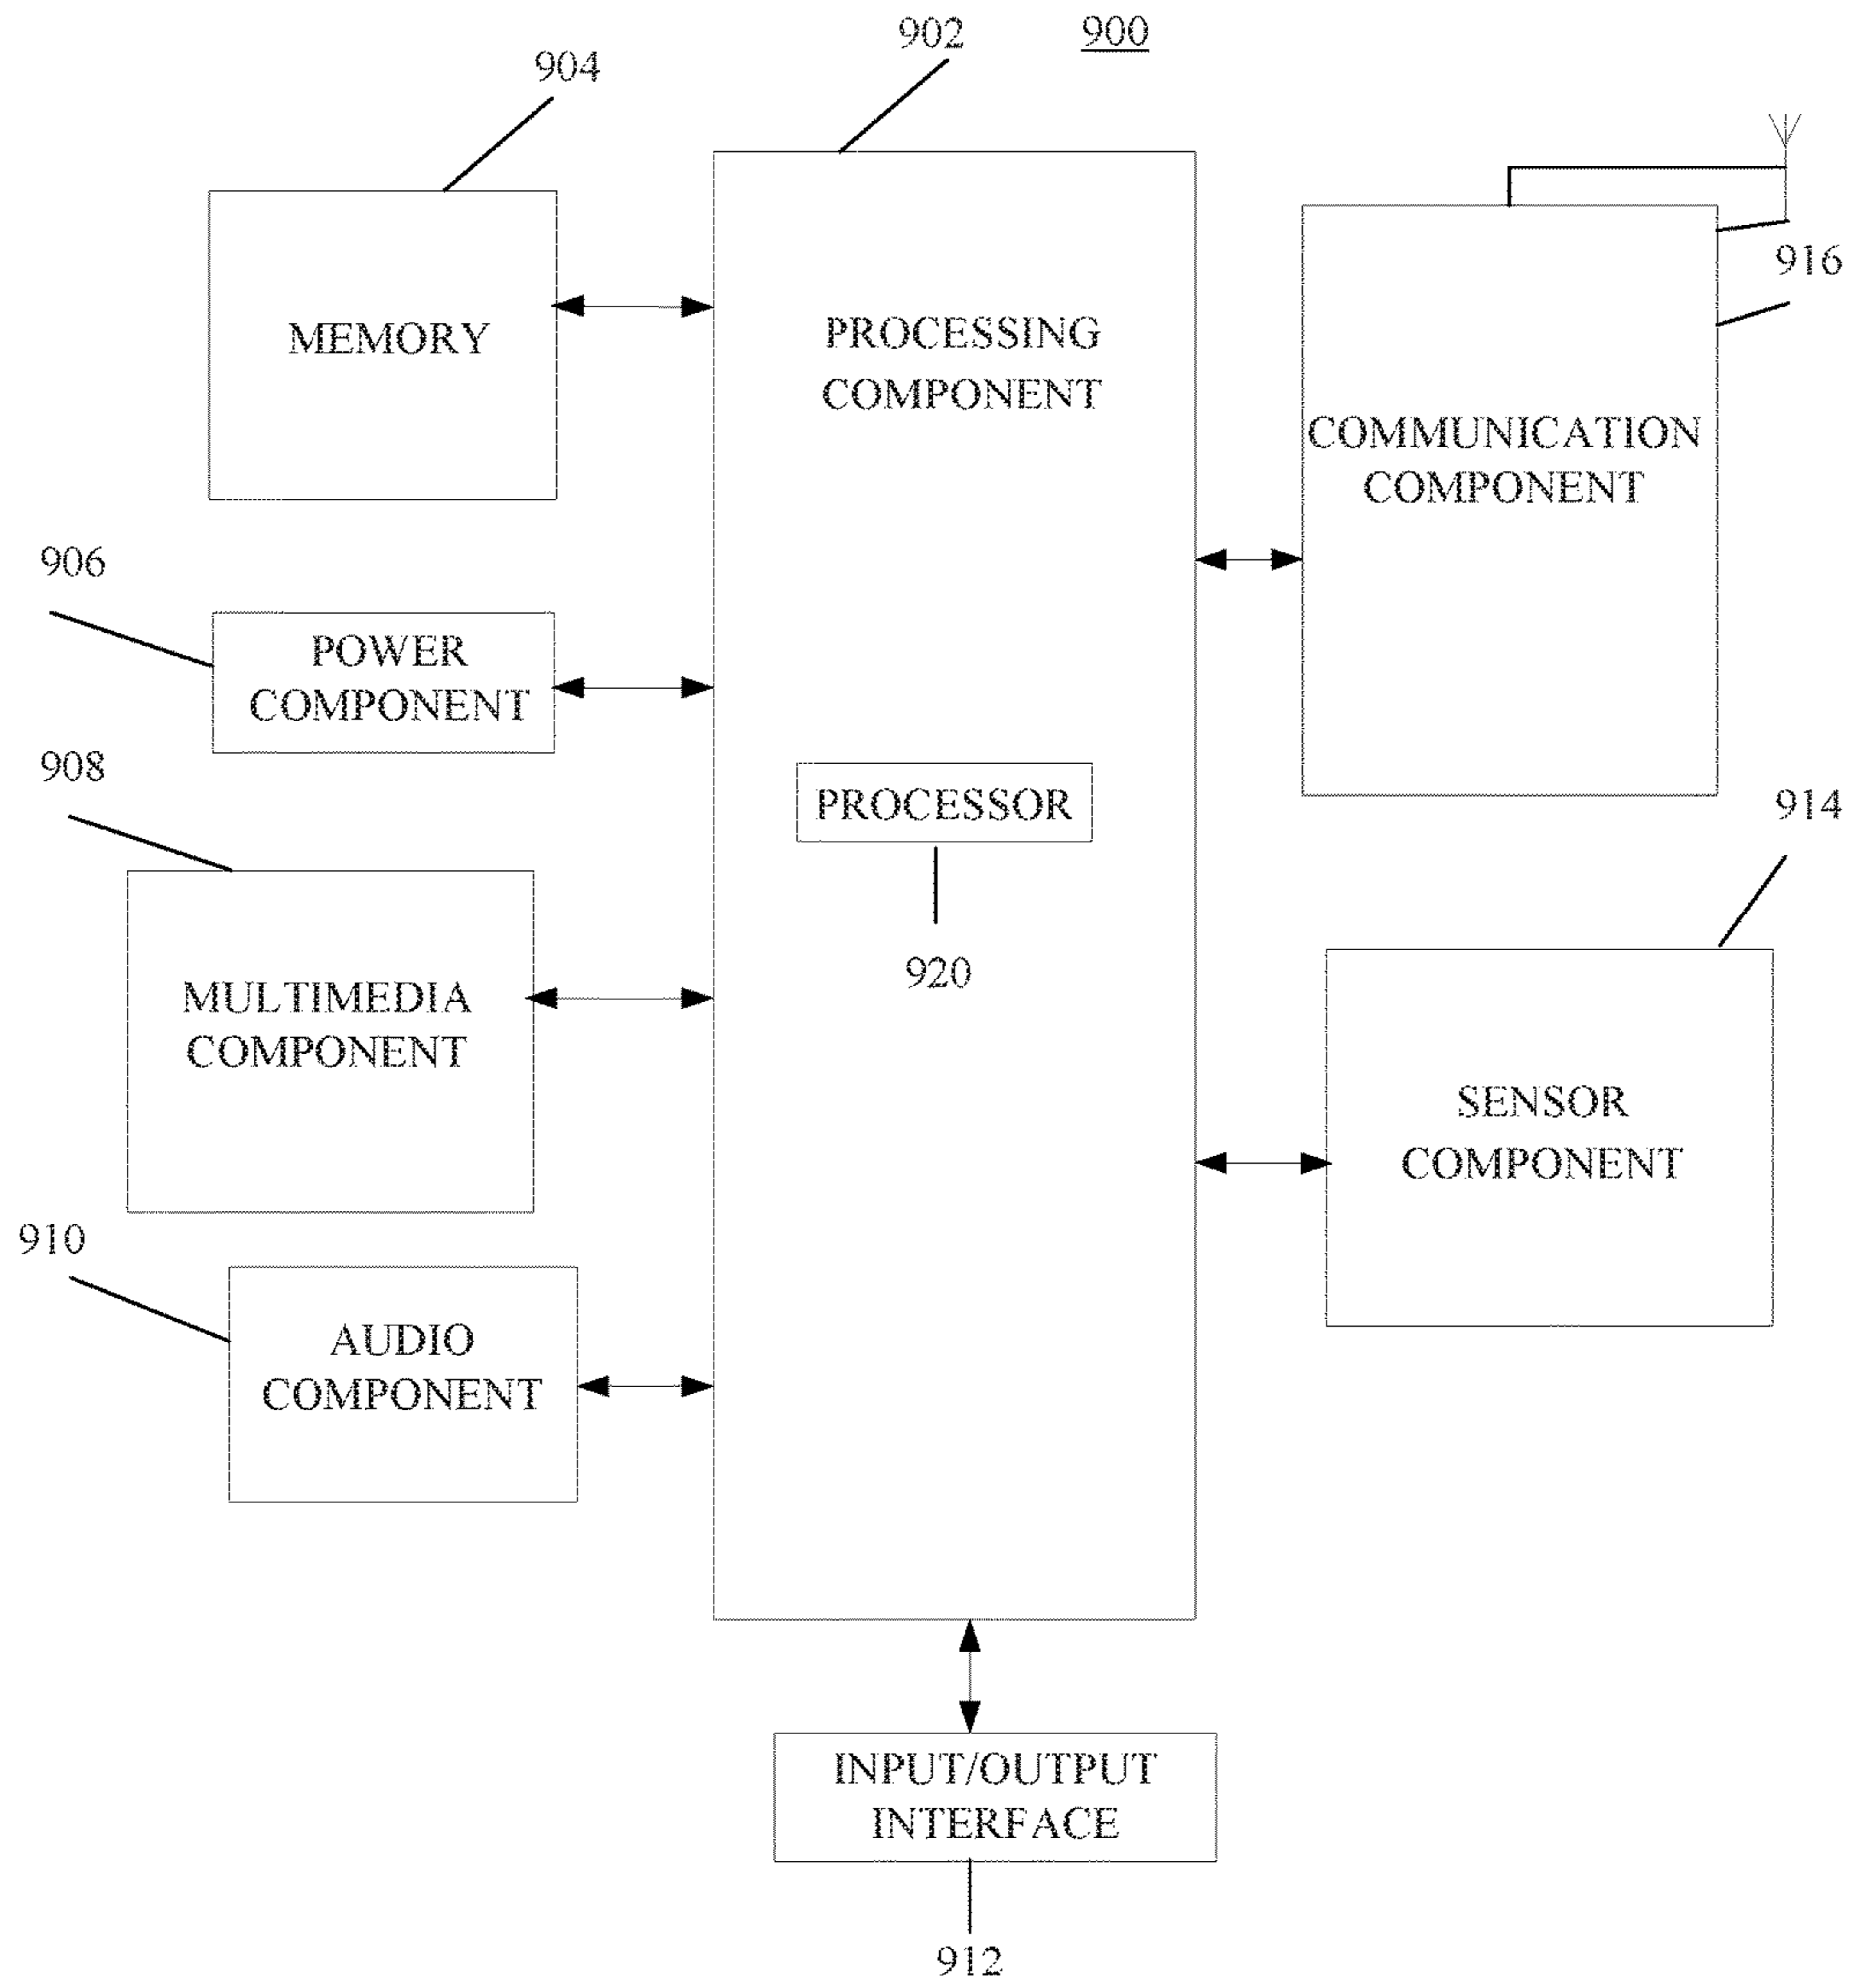 902
900
904
MEMORY
PROCESSING
COMPONENT
916
COMMUNICATION
COMPONENT
906
POWER
COMPONENT
908
PROCESSOR
914
920
MULTIMEDIA
COMPONENT
SENSOR
COMPONENT
910
AUDIO
COMPONENT
INPUT/OUTPUT
INTERFACE
912